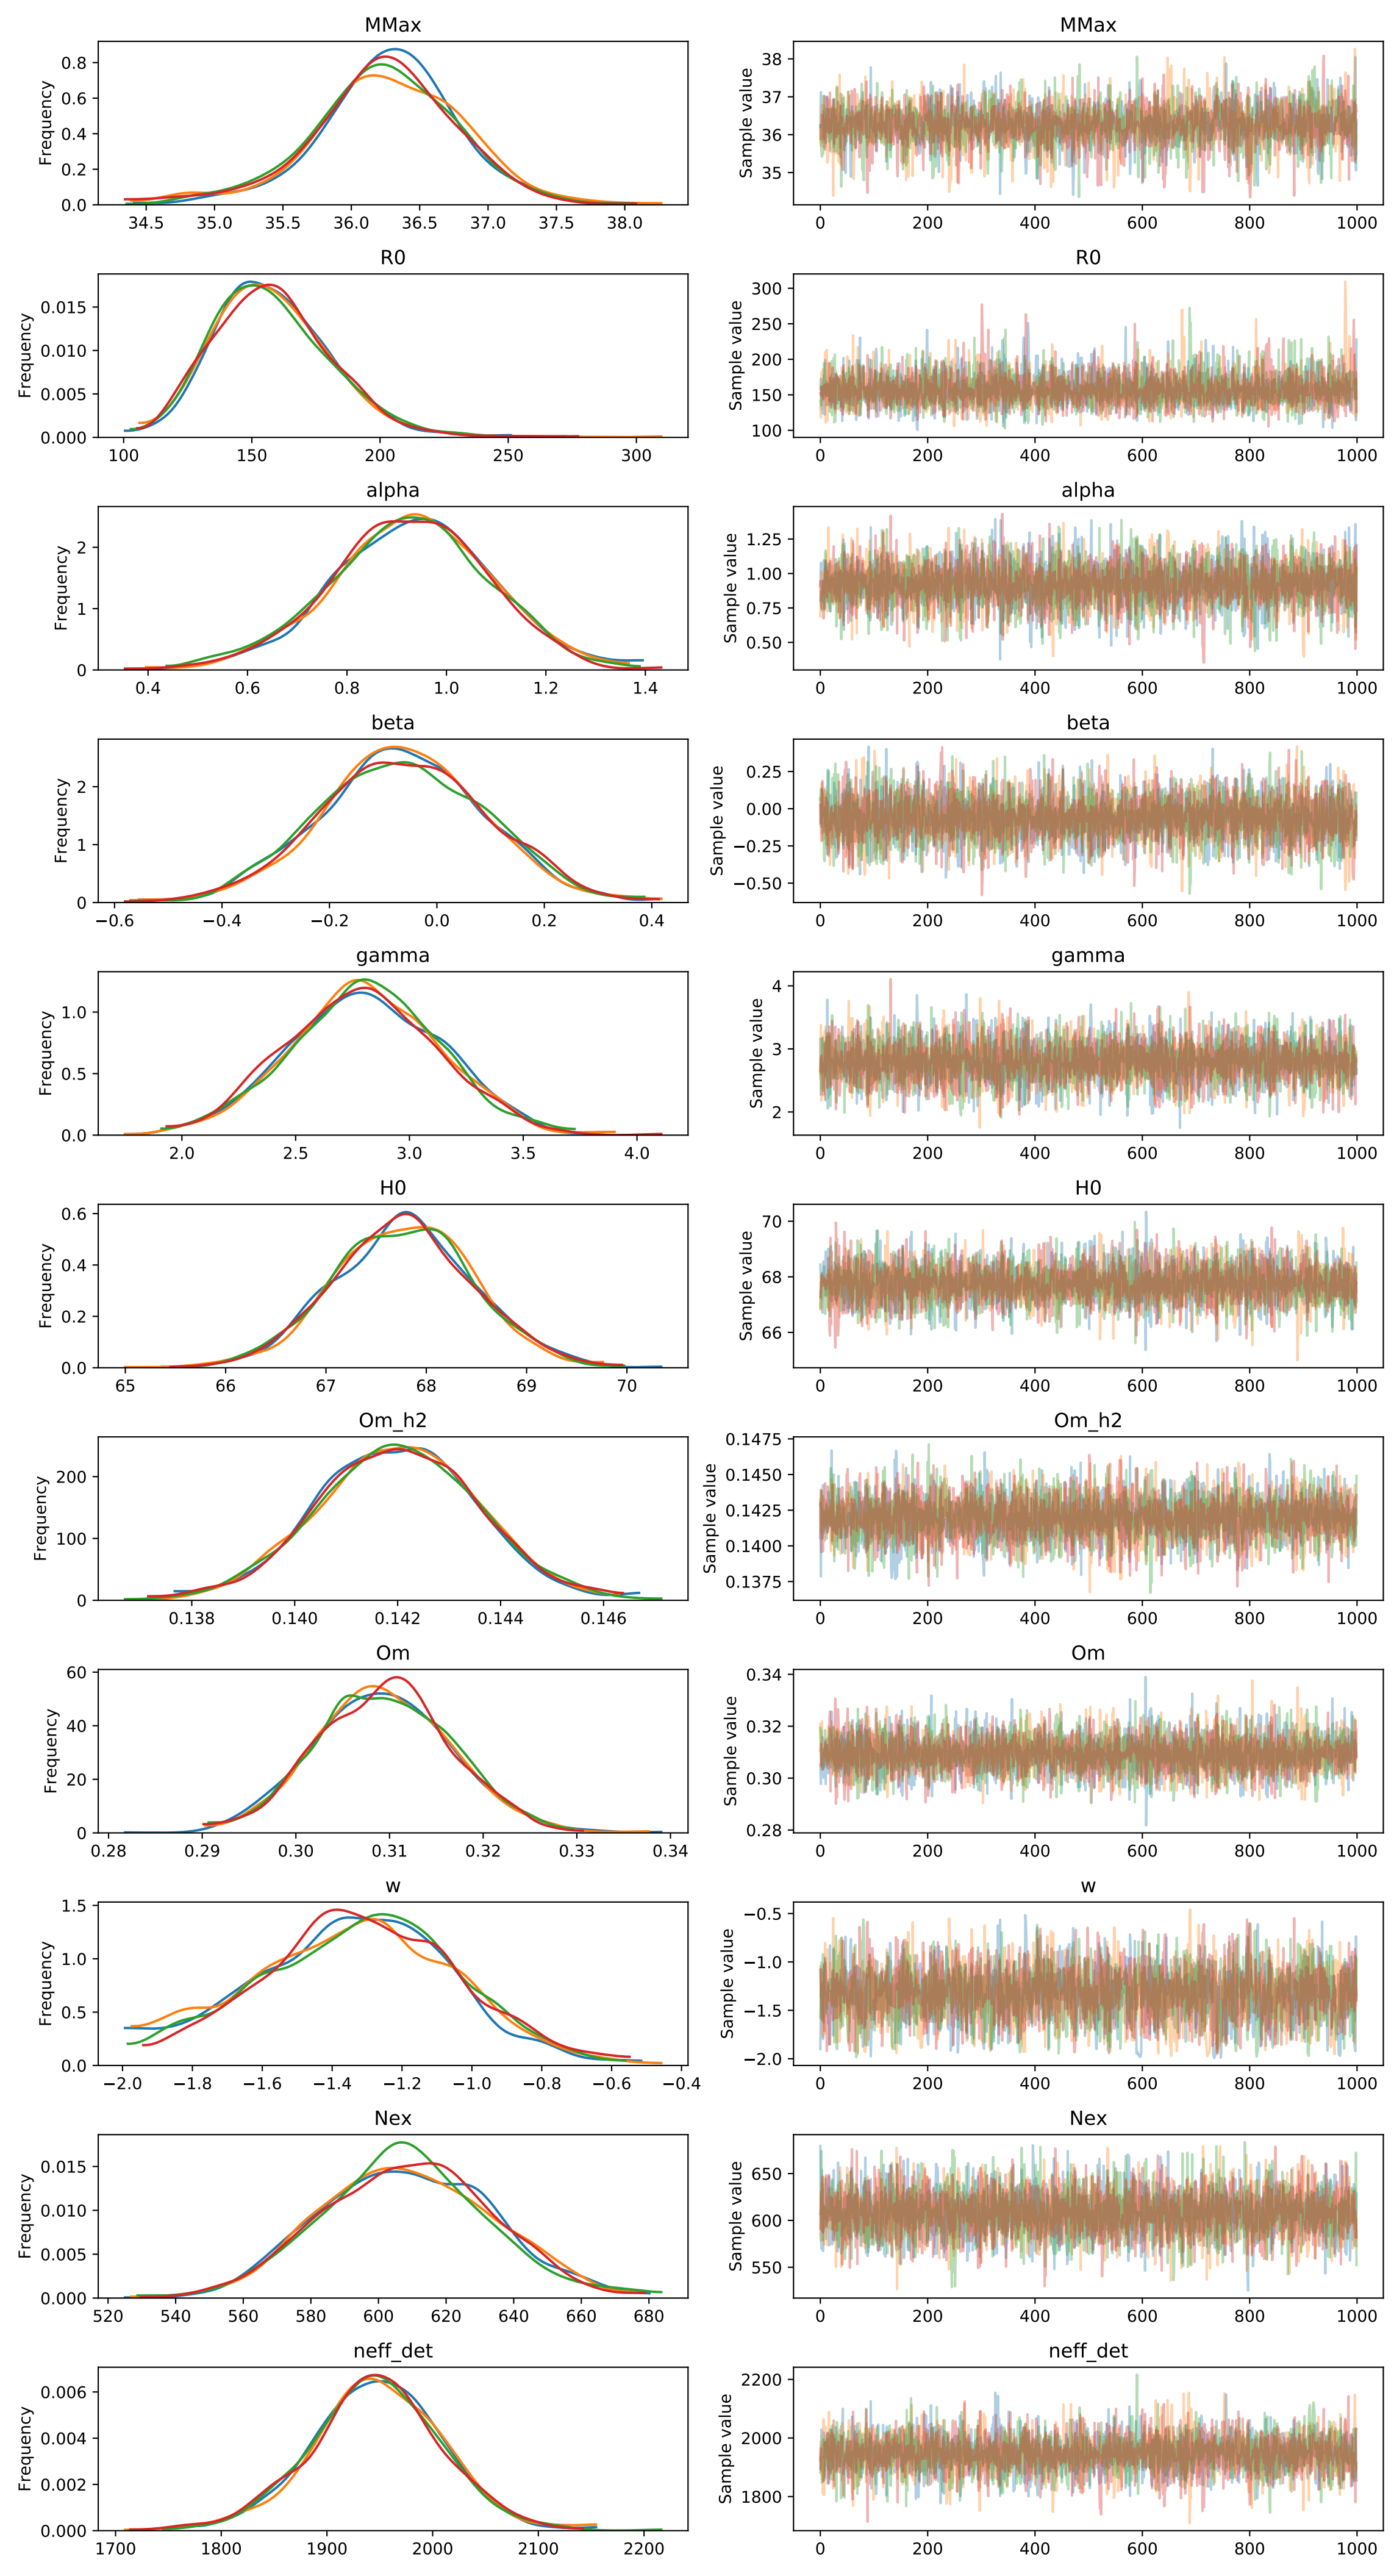 MMax MMax
Frequency 0.0 0.2 0.4 0.6 0.8 Sample value 35 36 37 38
34.5 35.0 35.5 36.0 36.5 37.0 37.5 38.0 0 200 400 600 800 1000
R0 R0
Frequency 0.000 0.005 0.010 0.015 Sample value 100 150 200 250 300
100 150 200 250 300 0 200 400 600 800 1000
alpha alpha
Frequency 0 1 2 Sample value 0.50 0.75 1.00 1.25
0.4 0.6 0.8 1.0 1.2 1.4 0 200 400 600 800 1000
beta beta
Frequency 0 1 2 Sample value −0.50 −0.25 0.00 0.25
−0.6 −0.4 −0.2 0.0 0.2 0.4 0 200 400 600 800 1000
gamma gamma
Frequency 0.0 0.5 1.0 Sample value 2 3 4
2.0 2.5 3.0 3.5 4.0 0 200 400 600 800 1000
H0 H0
Frequency 0.0 0.2 0.4 0.6 Sample value 66 68 70
65 66 67 68 69 70 0 200 400 600 800 1000
Om_h2 Om_h2
Frequency 0 100 200 Sample value 0.1375 0.1400 0.1425 0.1450 0.1475
0.138 0.140 0.142 0.144 0.146 0 200 400 600 800 1000
Om Om
Frequency 0 20 40 60 Sample value 0.28 0.30 0.32 0.34
0.28 0.29 0.30 0.31 0.32 0.33 0.34 0 200 400 600 800 1000
w w
Frequency 0.0 0.5 1.0 1.5 Sample value −2.0 −1.5 −1.0 −0.5
−2.0 −1.8 −1.6 −1.4 −1.2 −1.0 −0.8 −0.6 −0.4 0 200 400 600 800 1000
Nex Nex
Frequency 0.000 0.005 0.010 0.015 Sample value 550 600 650
520 540 560 580 600 620 640 660 680 0 200 400 600 800 1000
neff_det neff_det
Frequency 0.000 0.002 0.004 0.006 Sample value 1800 2000 2200
1700 1800 1900 2000 2100 2200 0 200 400 600 800 1000